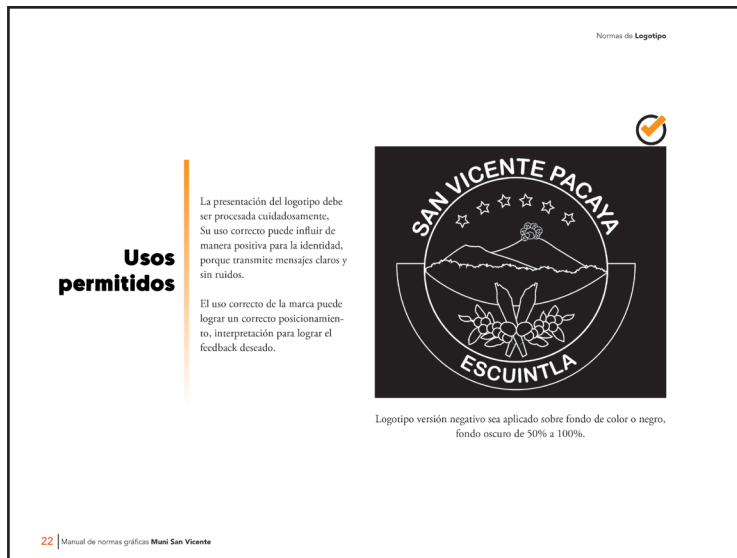 Normas de Logotipo
Usos
permitidos
La presentación del logotipo debe
ser procesada cuidadosamente,
Su uso correcto puede influir de
manera positiva para la identidad,
porque transmite mensajes claros y
sin ruidos.
El uso correcto de la marca puede
lograr un correcto posicionamien-
to, interpretación para lograr el
feedback deseado.
SAN VICENTE PACAYA
ESCUINTLA
Logotipo versión negativo sea aplicado sobre fondo de color o negro,
fondo oscuro de 50% a 100%.
22 Manual de normas gráficas Muni San Vicente